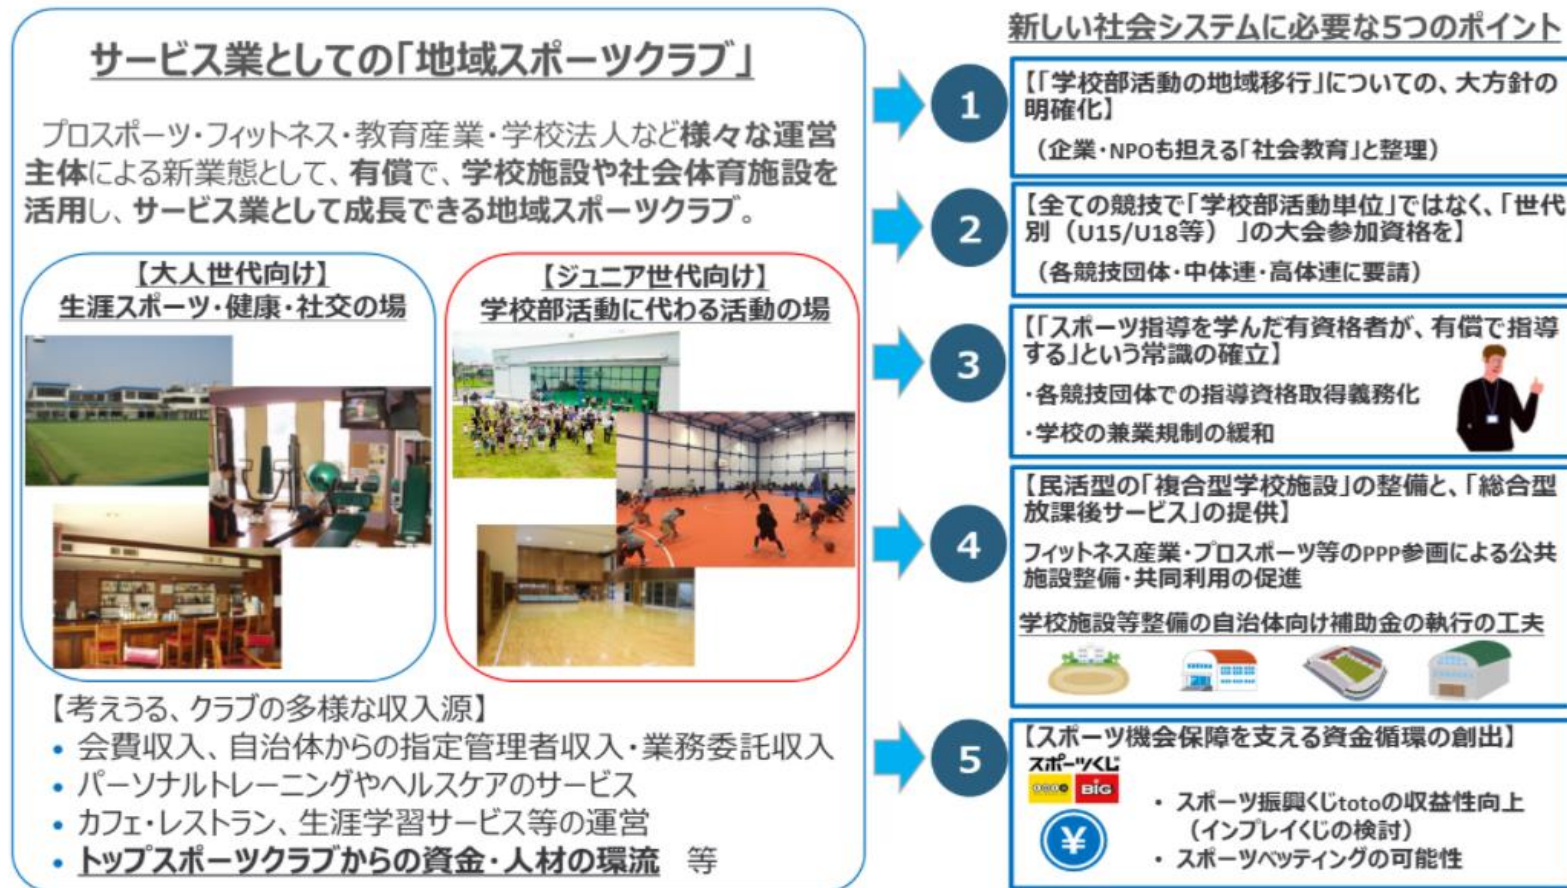 サービス業としての「地域スポーツクラブ」
プロスポーツ・フィットネス・教育産業・学校法人など様々な運営
主体による新業態として、有償で、学校施設や社会体育施設を
活用し、サービス業として成長できる地域スポーツクラブ。
【大人世代向け】
生涯スポーツ・健康・社交の場
【ジュニア世代向け】
学校部活動に代わる活動の場
【考えうる、クラブの多様な収入源】
• 会費収入、自治体からの指定管理者収入・業務委託収入
• パーソナルトレーニングやヘルスケアのサービス
• カフェ・レストラン、生涯学習サービス等の運営
• トップスポーツクラブからの資金・人材の環流　等
新しい社会システムに必要な5つのポイント
1
【「学校部活動の地域移行」についての、大方針の
明確化】
（企業・NPOも担える「社会教育」と整理）
2
【全ての競技で「学校部活動単位」ではなく、「世代
別（U15/U18等）」の大会参加資格を】
（各競技団体・中体連・高体連に要請）
3
【「スポーツ指導を学んだ有資格者が、有償で指導
する」という常識の確立】
・各競技団体での指導資格取得義務化
・学校の兼業規制の緩和
4
【民活型の「複合型学校施設」の整備と、「総合型
放課後サービス」の提供】
フィットネス産業・プロスポーツ等のPPP参画による公共
施設整備・共同利用の促進
学校施設等整備の自治体向け補助金の執行の工夫
5
【スポーツ機会保障を支える資金循環の創出】
スポーツくじ
toto BIG
¥
• スポーツ振興くじtotoの収益性向上
（インプレイくじの検討）
• スポーツベッティングの可能性